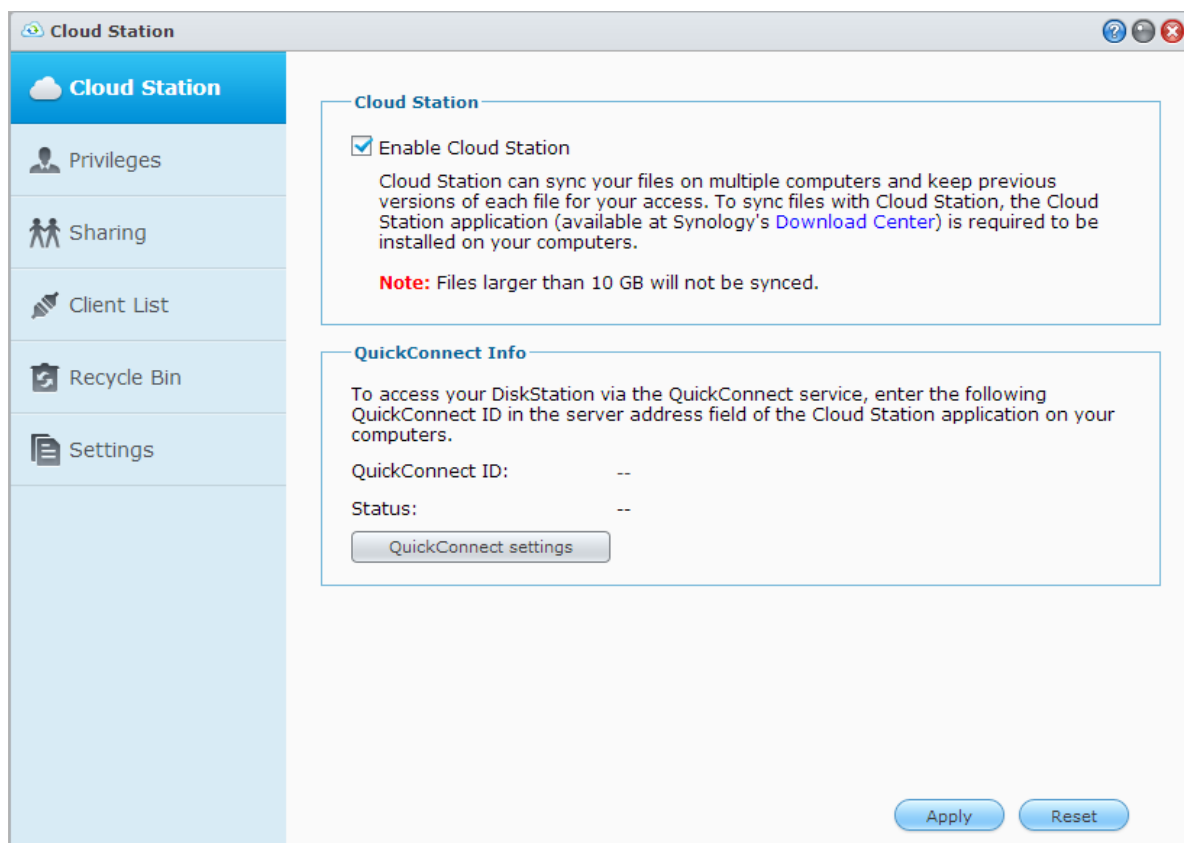 Cloud Station
Cloud Station
Privileges
Sharing
Client List
Recycle Bin
Settings
Cloud Station
Enable Cloud Station
Cloud Station can sync your files on multiple computers and keep previous
versions of each file for your access. To sync files with Cloud Station, the Cloud
Station application (available at Synology's Download Center) is required to be
installed on your computers.
Note: Files larger than 10 GB will not be synced.
QuickConnect Info
To access your DiskStation via the QuickConnect service, enter the following
QuickConnect ID in the server address field of the Cloud Station application on your
computers.
QuickConnect ID: --
Status: --
QuickConnect settings
Apply Reset